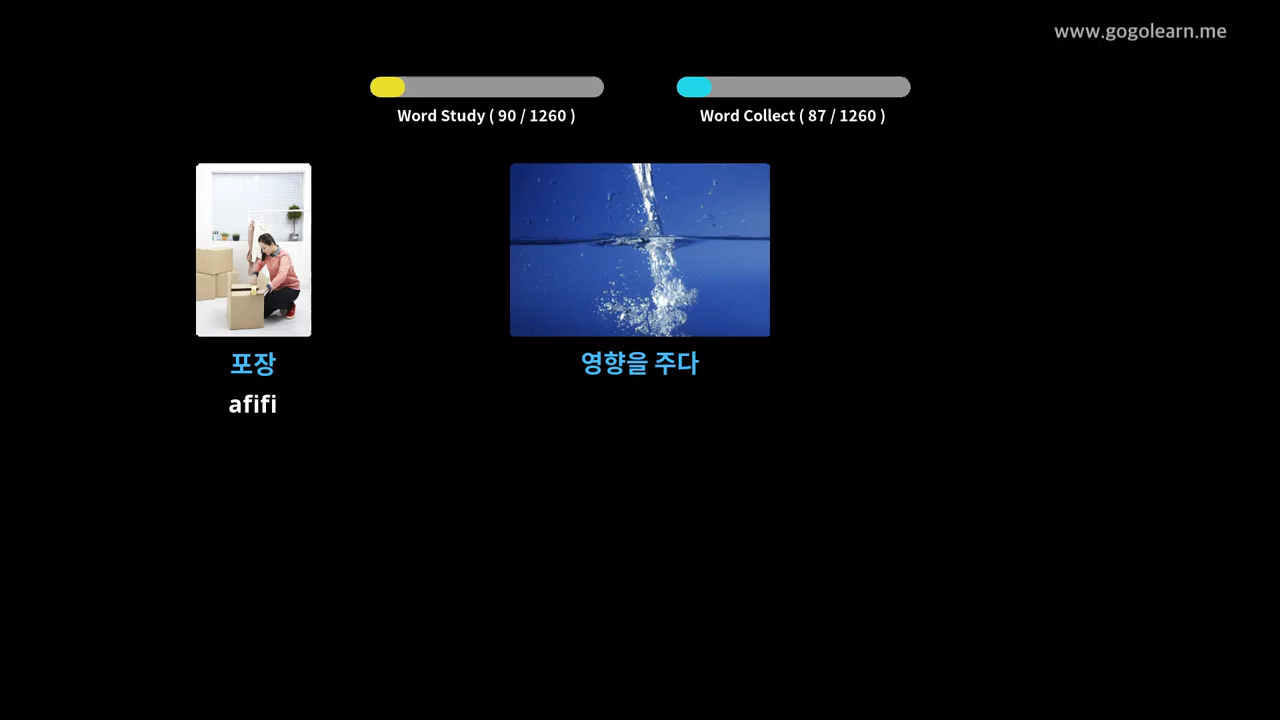 www.gogolearn.me
Word Study ( 90 / 1260 )
Word Collect ( 87 / 1260 )
포장
afifi
영향을 주다